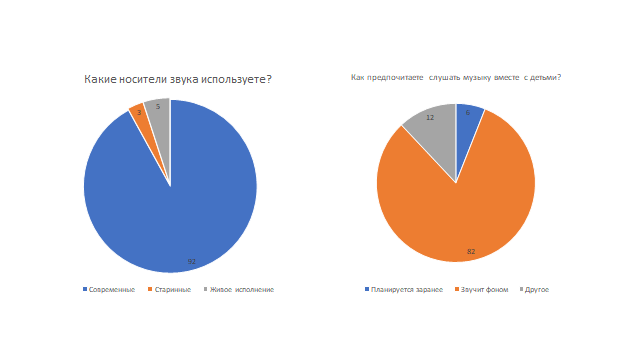 Какие носители звука используете?
5
3
92
Современные Старинные Живое исполнение
Как предпочитаете слушать музыку вместе с детьми?
12
6
82
Планируется заранее Звучит фоном Другое